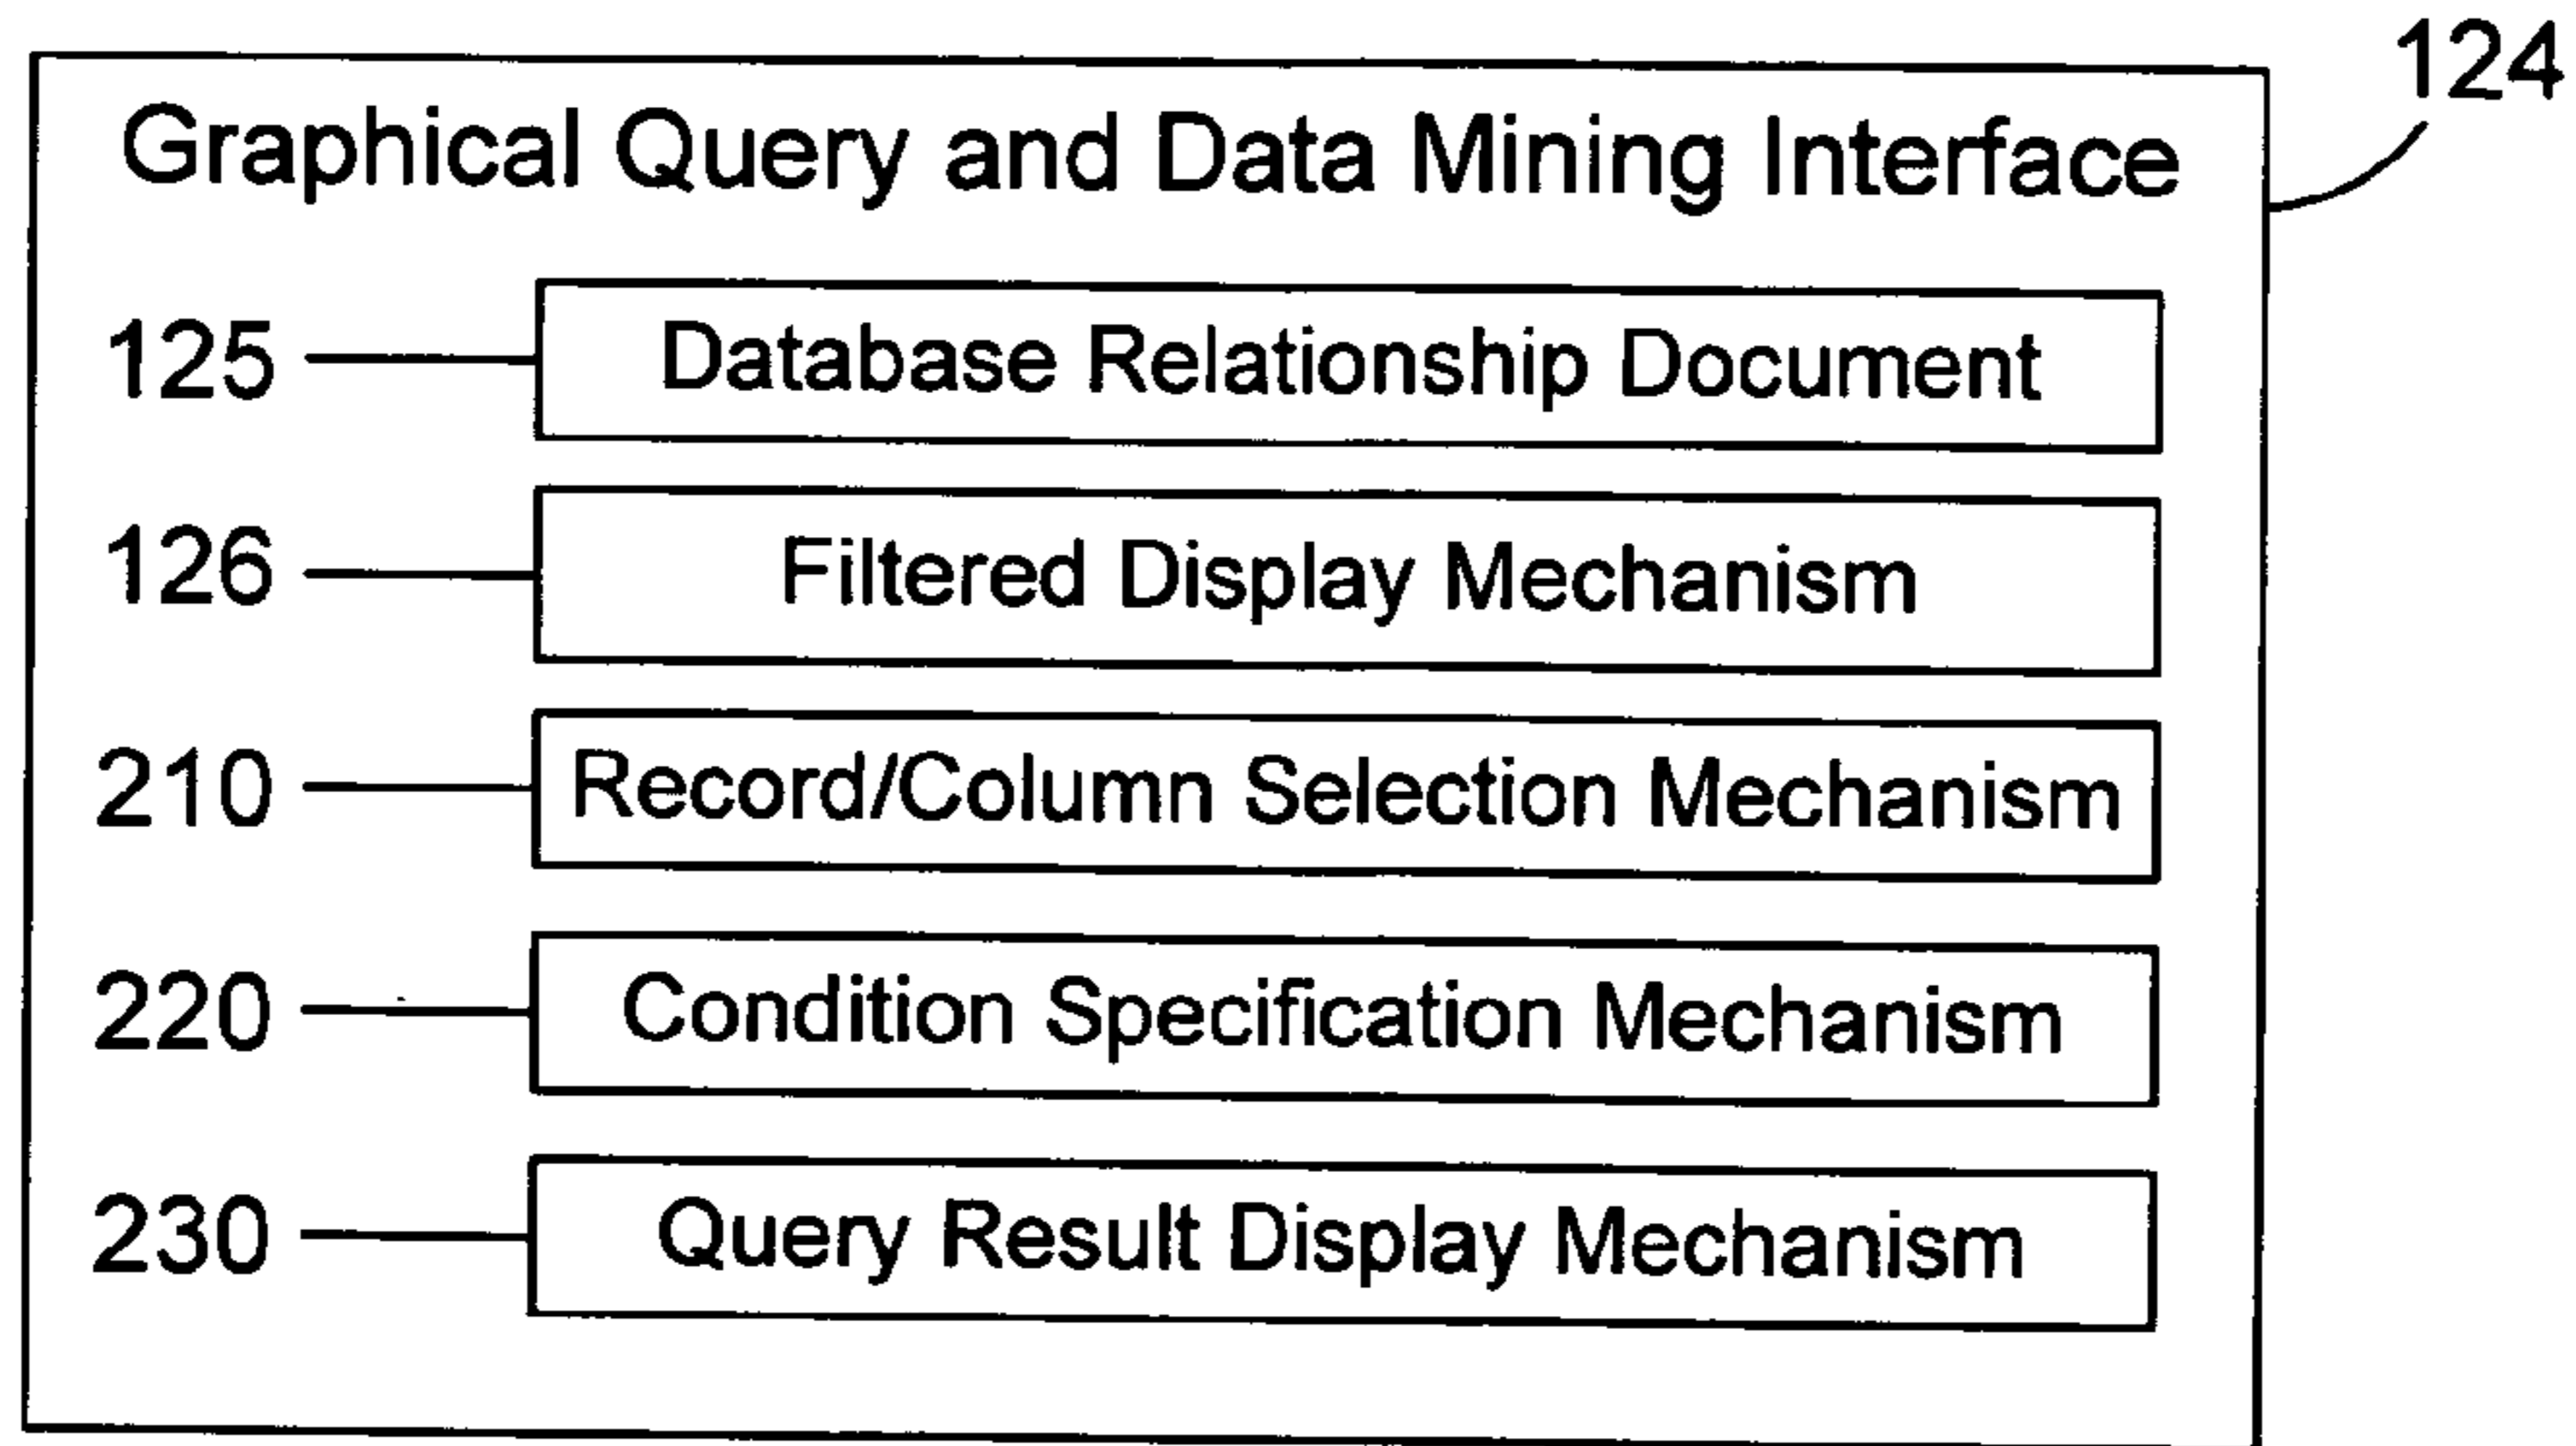 124
Graphical Query and Data Mining Interface
125 Database Relationship Document
126 Filtered Display Mechanism
210 Record/Column Selection Mechanism
220 Condition Specification Mechanism
230 Query Result Display Mechanism